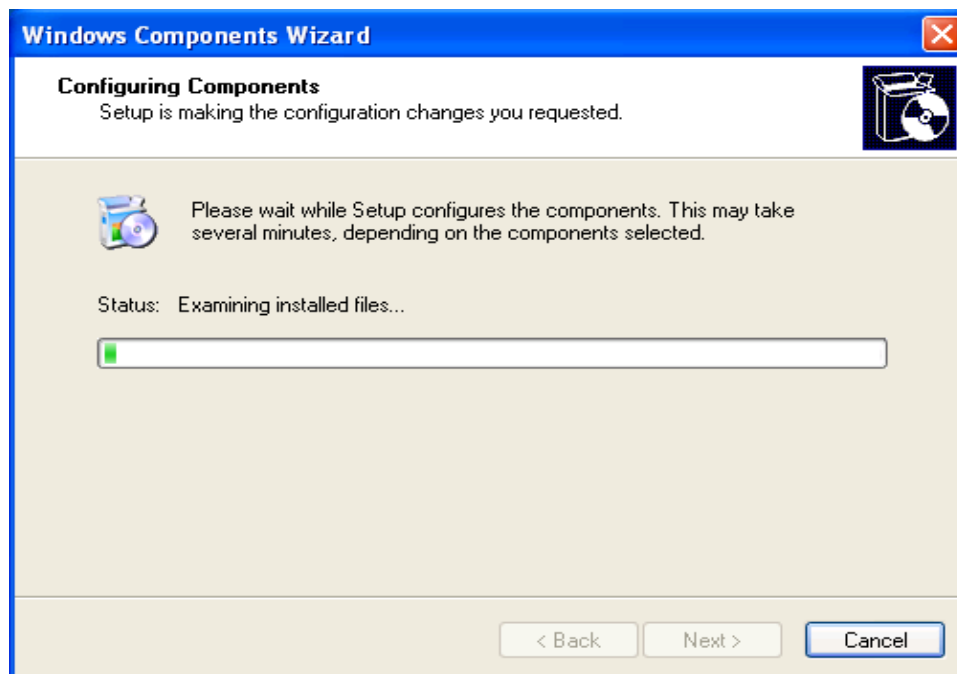 Windows Components Wizard
Configuring Components
Setup is making the configuration changes you requested.
Please wait while Setup configures the components. This may take
several minutes, depending on the components selected.
Status: Examining installed files...
< Back Next > Cancel